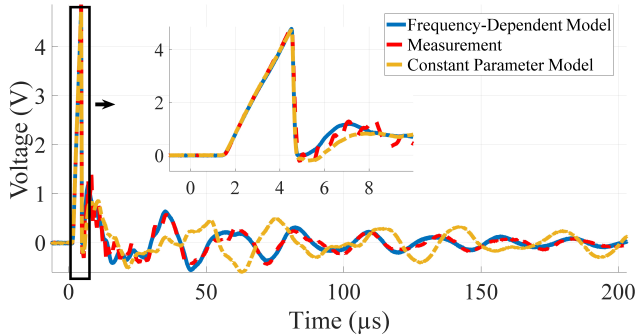 Frequency-Dependent Model
Measurement
Constant Parameter Model
Voltage (V)
4
3
2
1
0
4
2
0
0 2 4 6 8
0 50 100 150 200
Time (µs)